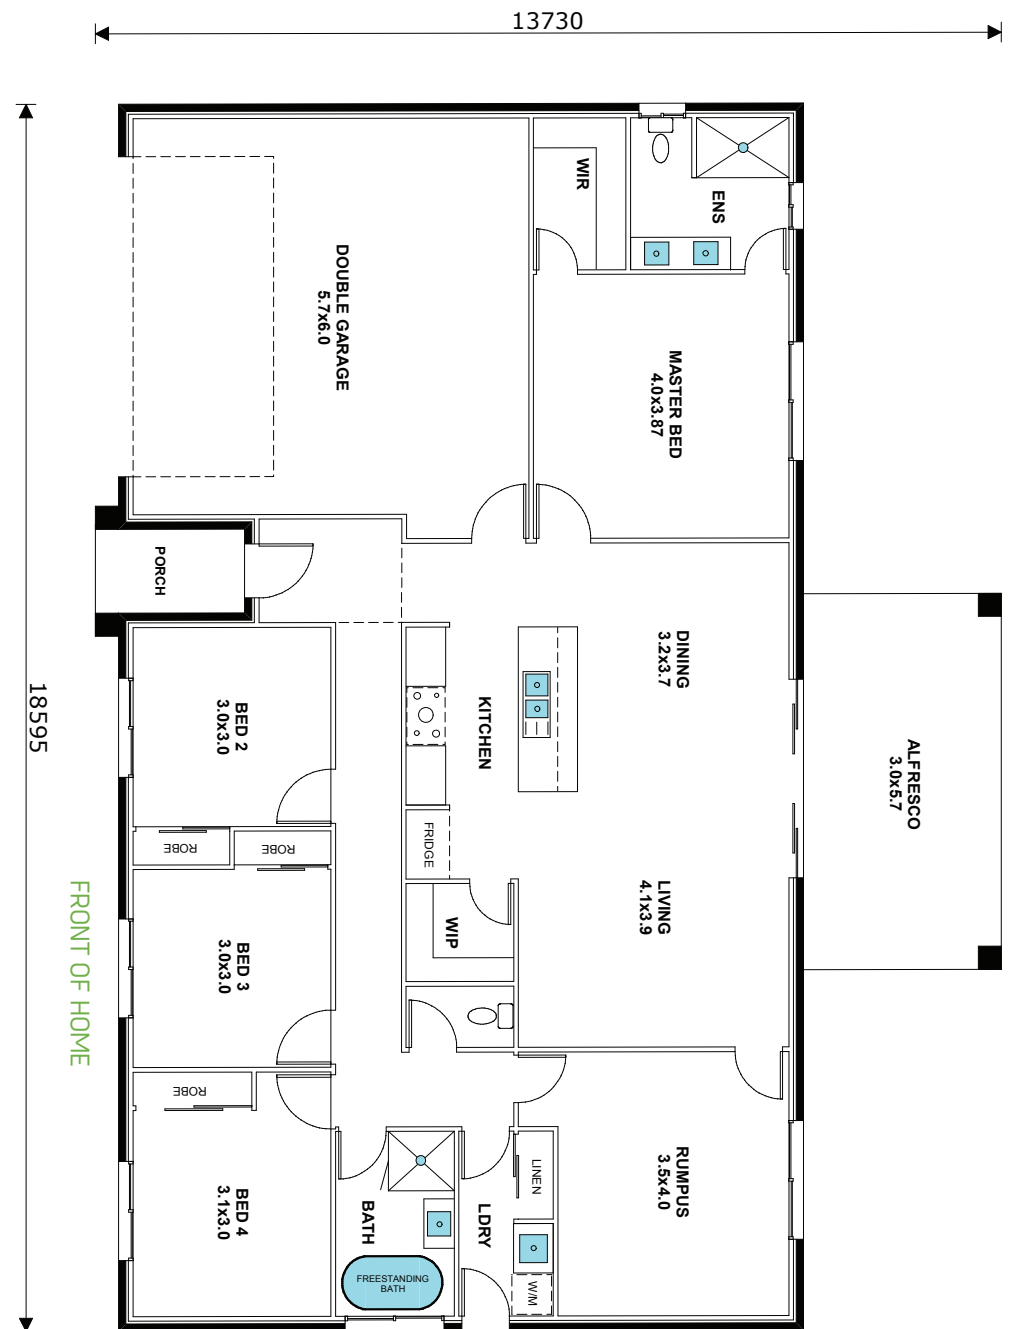 13730
18595
WIR
ENS
DOUBLE GARAGE
5.7x6.0
MASTER BED
4.0x3.87
PORCH
DINING
3.2x3.7
KITCHEN
ALFRESCO
3.0x5.7
BED 2
3.0x3.0
ROBE
ROBE
FRIDGE
LIVING
4.1x3.9
WIP
BED 3
3.0x3.0
FRONT OF HOME
ROBE
BED 4
3.1x3.0
BATH
FREESTANDING
BATH
LDRY
LINEN
W/M
RUMPUS
3.5x4.0